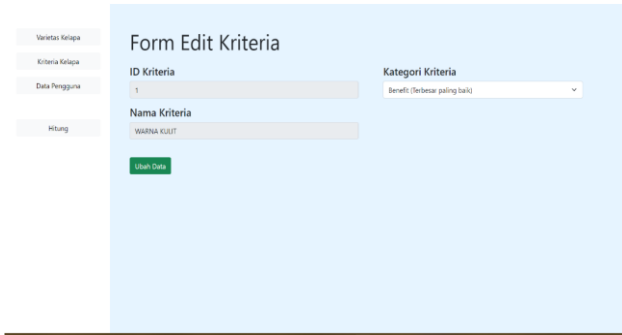 Varietas Kelapa
Kriteria Kelapa
Data Pengguna
Hitung
Form Edit Kriteria
ID Kriteria
1
Kategori Kriteria
Benefit (Terbesar paling baik)
Nama Kriteria
WARNA KULIT
Ubah Data